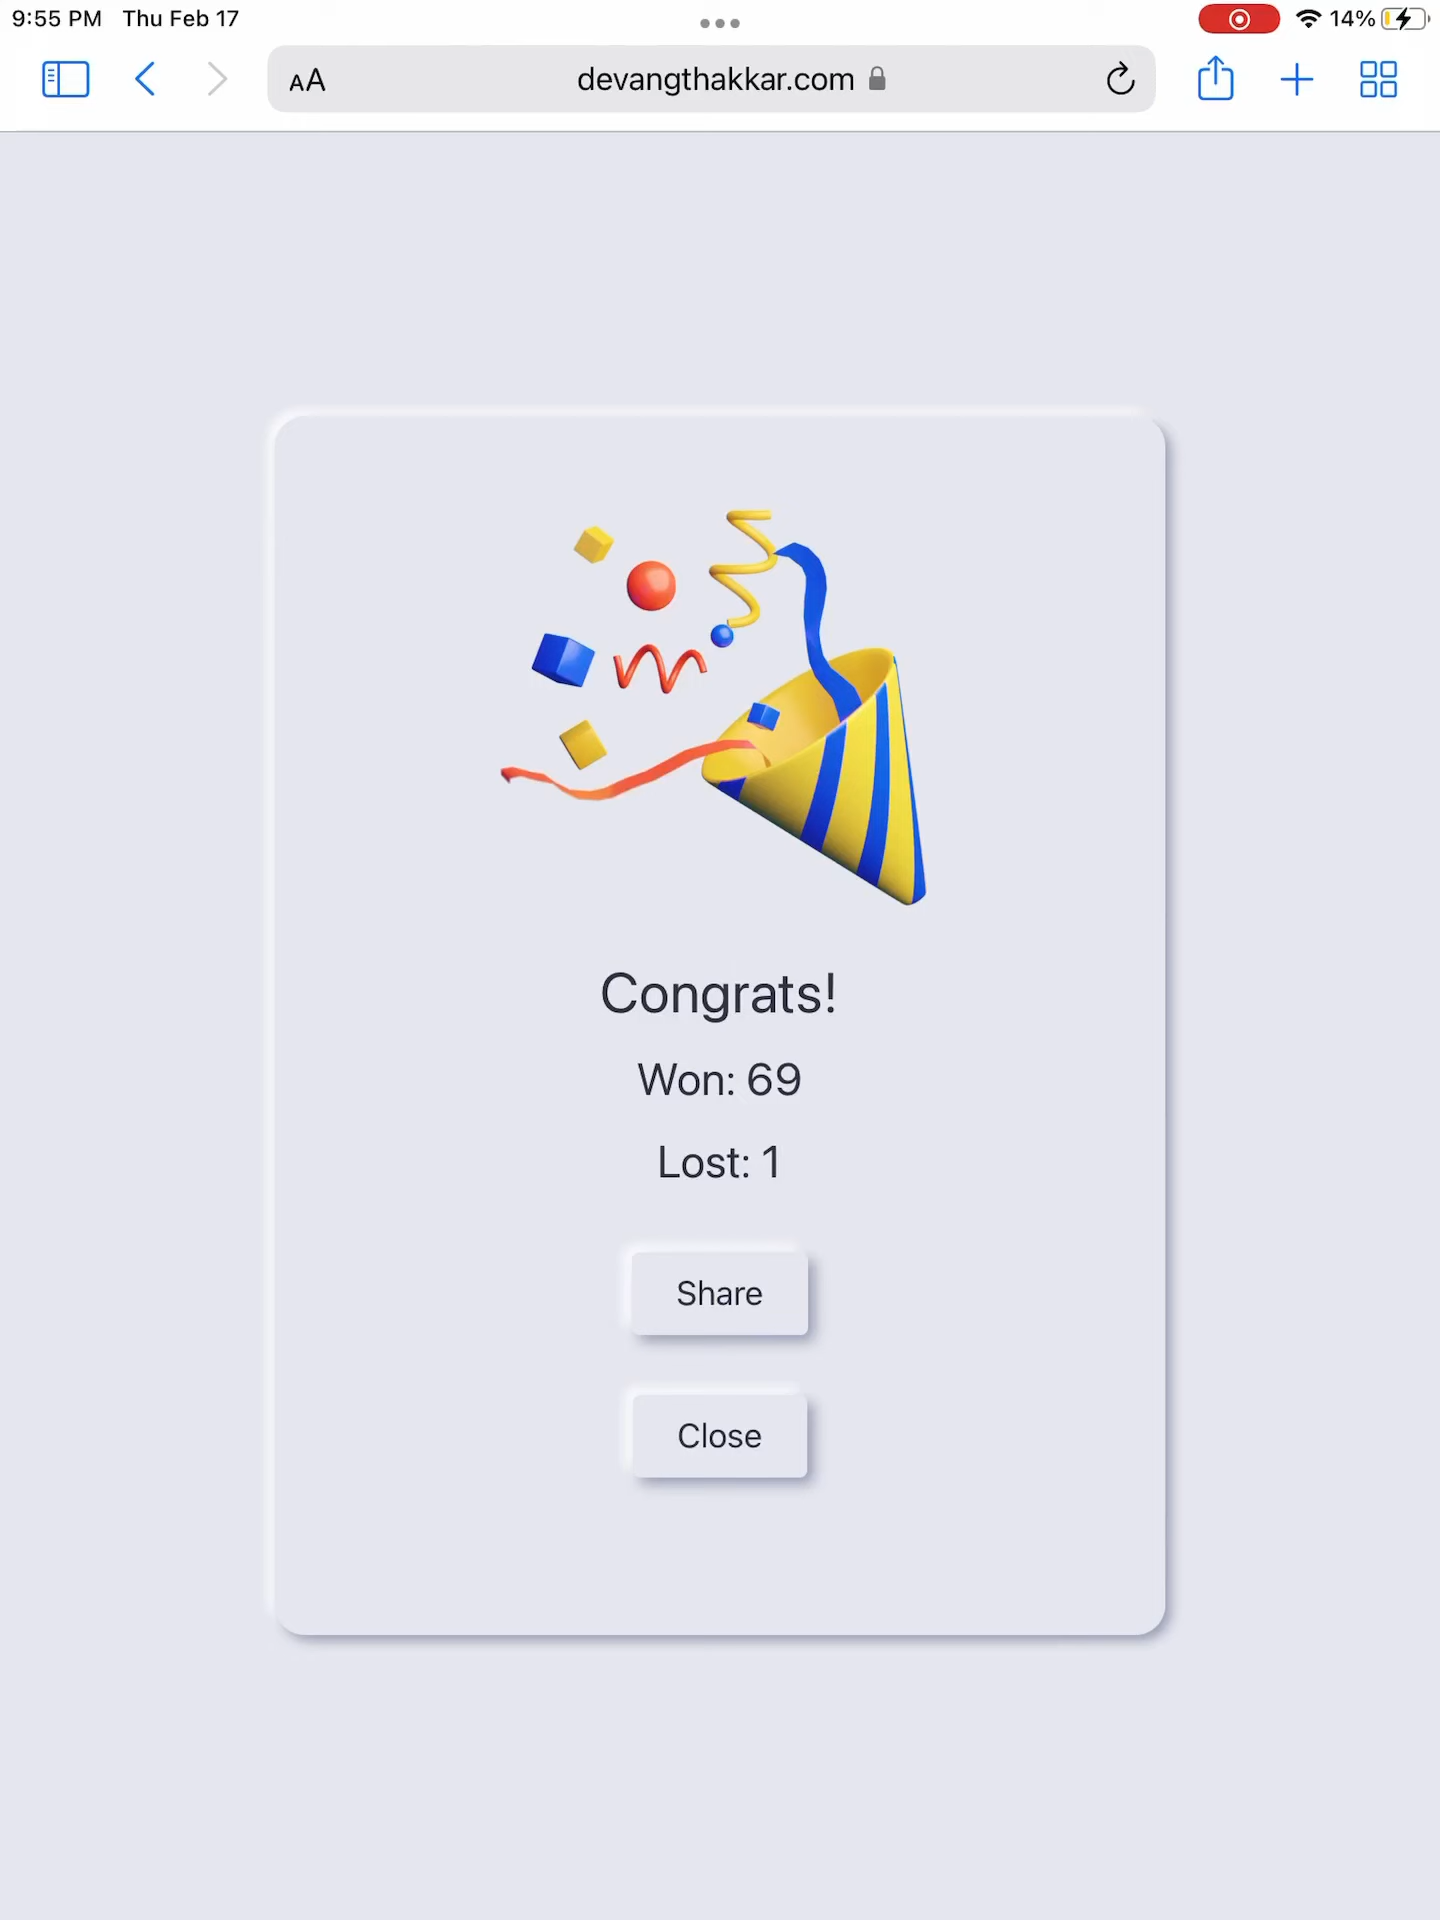 9:55 PM Thu Feb 17
14%
AA
devangthakkar.com
Congrats!
Won: 69
Lost: 1
Share
Close